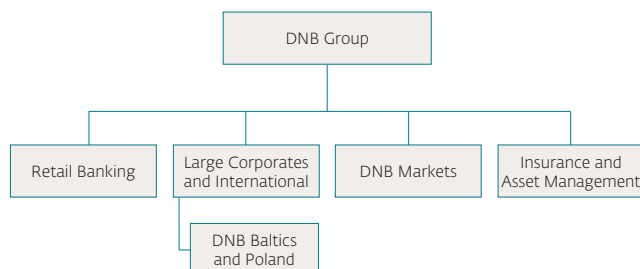 DNB Group
Retail Banking
Large Corporates
and International
DNB Markets
Insurance and
Asset Management
DNB Baltics
and Poland